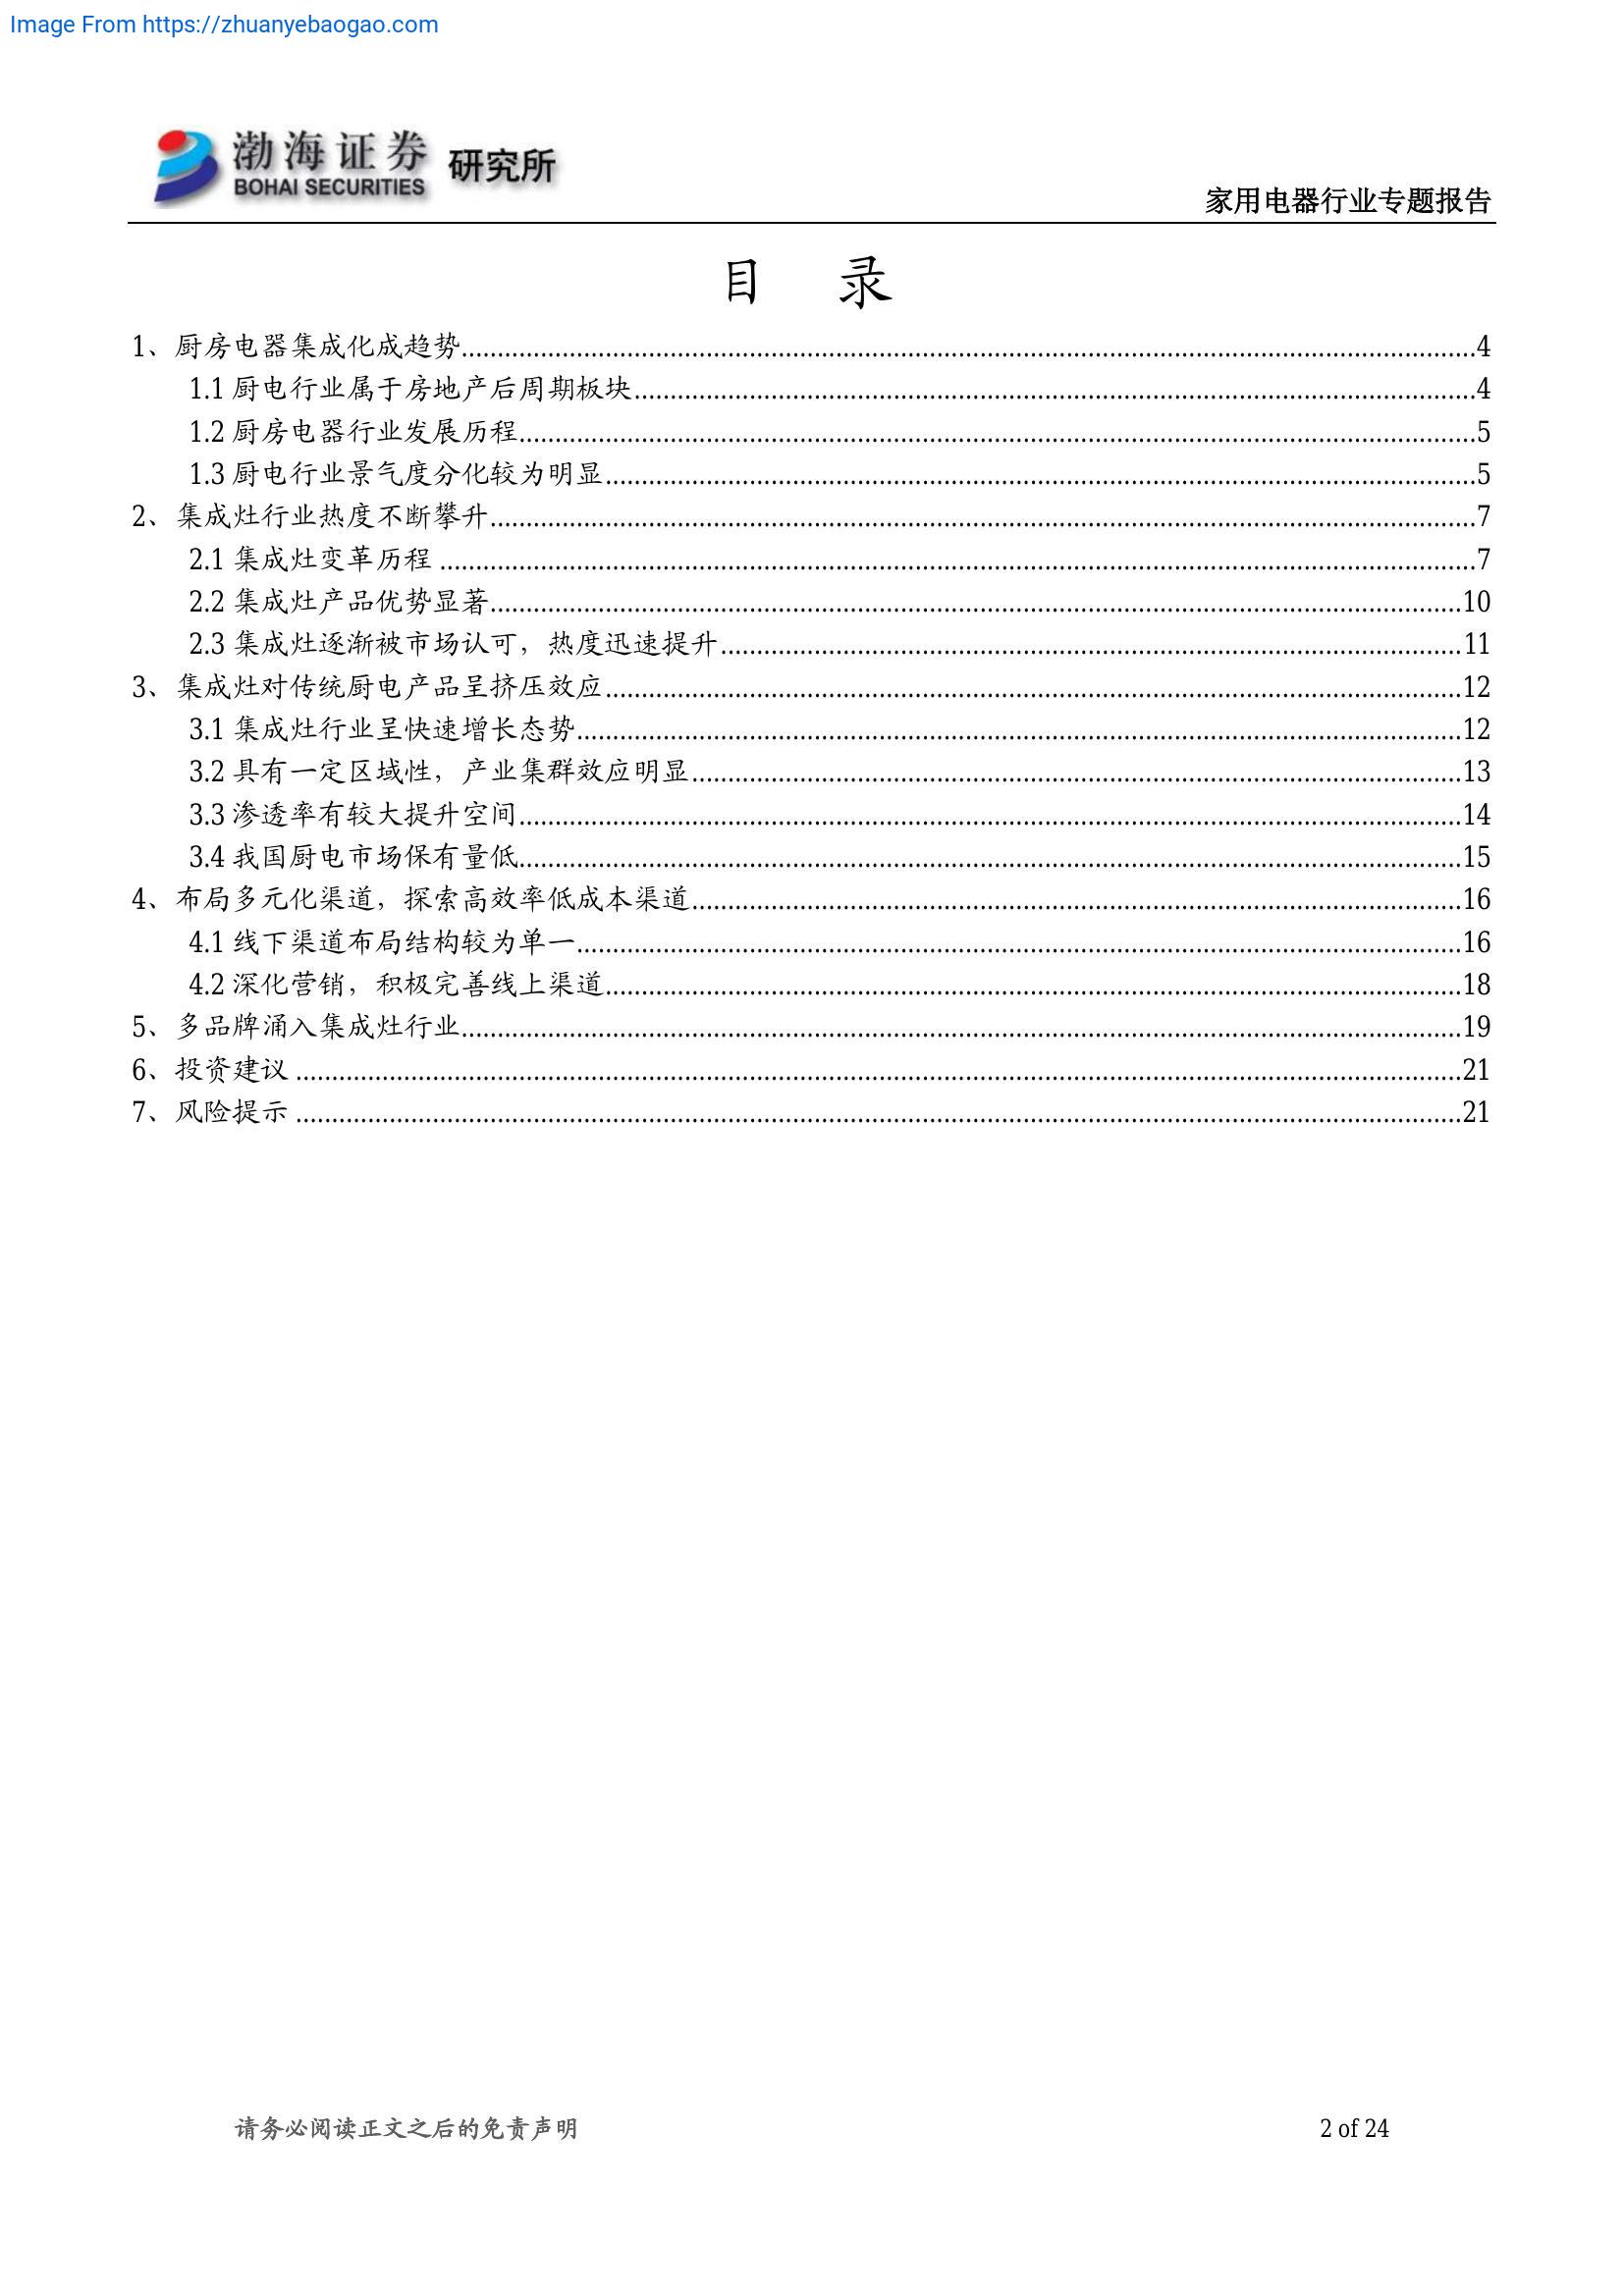 Image From https://zhuanyebaogao.com
渤海证券 研究所
BOHAI SECURITIES
家用电器行业专题报告
目 录
1、厨房电器集成化成趋势..........4
1.1 厨电行业属于房地产后周期板块..........4
1.2 厨房电器行业发展历程..........5
1.3 厨电行业景气度分化较为明显..........5
2、集成灶行业热度不断攀升..........7
2.1 集成灶变革历程..........7
2.2 集成灶产品优势显著..........10
2.3 集成灶逐渐被市场认可，热度迅速提升..........11
3、集成灶对传统厨电产品呈挤压效应..........12
3.1 集成灶行业呈快速增长态势..........12
3.2 具有一定区域性，产业集群效应明显..........13
3.3 渗透率有较大提升空间..........14
3.4 我国厨电市场保有量低..........15
4、布局多元化渠道，探索高效率低成本渠道..........16
4.1 线下渠道布局结构较为单一..........16
4.2 深化营销，积极完善线上渠道..........18
5、多品牌涌入集成灶行业..........19
6、投资建议..........21
7、风险提示..........21
请务必阅读正文之后的免责声明 2 of 24